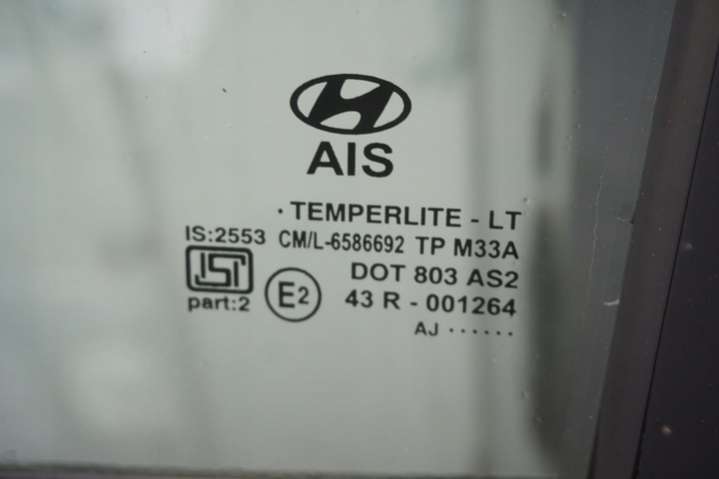 AIS
· TEMPERLITE - LT
IS:2553 CM/L-6586692 TP M33A
ISI DOT 803 AS2
part:2 E2 43 R - 001264
AJ ······